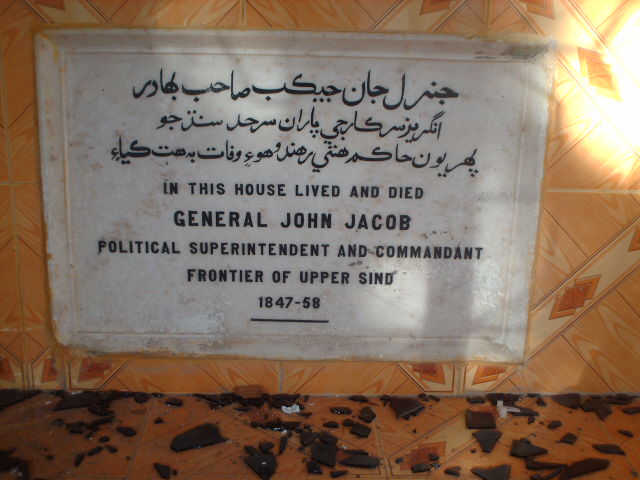 جنرل جان جيڪب صاحب بهادر
انگريز سرڪار جي پاران سرحد سنڌ جو
پهريون حاڪم هتي رهندو هو ۽ وفات به هت ڪيائ
IN THIS HOUSE LIVED AND DIED
GENERAL JOHN JACOB
POLITICAL SUPERINTENDENT AND COMMANDANT
FRONTIER OF UPPER SIND
1847-58